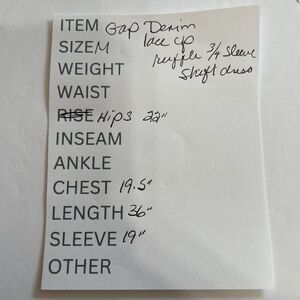 ITEM Gap Denim
SIZE M lace up
ruffle 3/4 sleeve
WEIGHT shift dress
WAIST
RISE Hips 22"
INSEAM
ANKLE
CHEST 19.5"
LENGTH 36"
SLEEVE 19"
OTHER